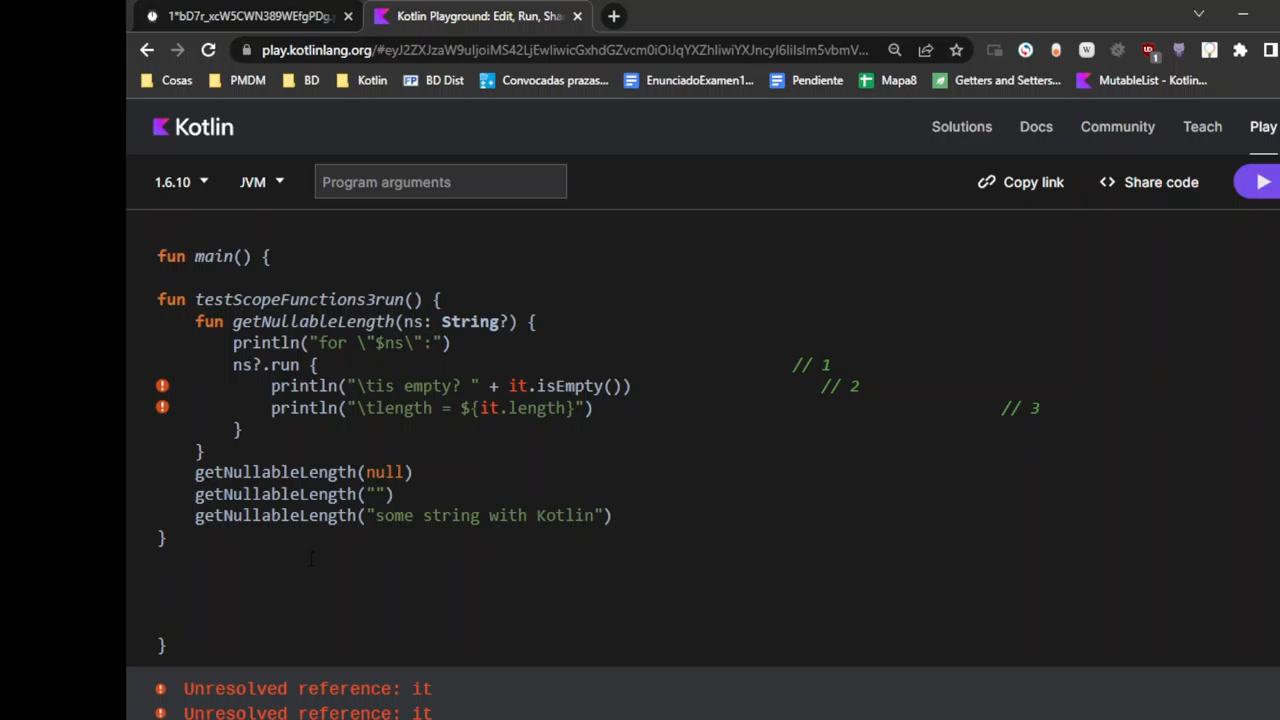 1*bD7r_xcW5CWN389WEfgPDg.
Kotlin Playground: Edit, Run, Sha
play.kotlinlang.org/#eyJ2ZXJzaW9uIjoiMS42LjEwIiwicGxhdGZvcm0iOiJqYXZhIiwiYXJncyI6IiIsIm5vbmV...
1
Cosas
PMDM
BD
Kotlin
FP BD Dist
Convocadas prazas...
EnunciadoExamen1...
Pendiente
Mapa8
Getters and Setters...
MutableList - Kotlin...
Kotlin
Solutions
Docs
Community
Teach
Play
1.6.10
JVM
Program arguments
Copy link
<> Share code
fun main() {
fun testScopeFunctions3run() {
fun getNullableLength(ns: String?) {
println("for \"$ns\":")
ns?.run { // 1
println("\tis empty? " + it.isEmpty()) // 2
println("\tlength = ${it.length}") // 3
}
}
getNullableLength(null)
getNullableLength("")
getNullableLength("some string with Kotlin")
}
}
Unresolved reference: it
Unresolved reference: it